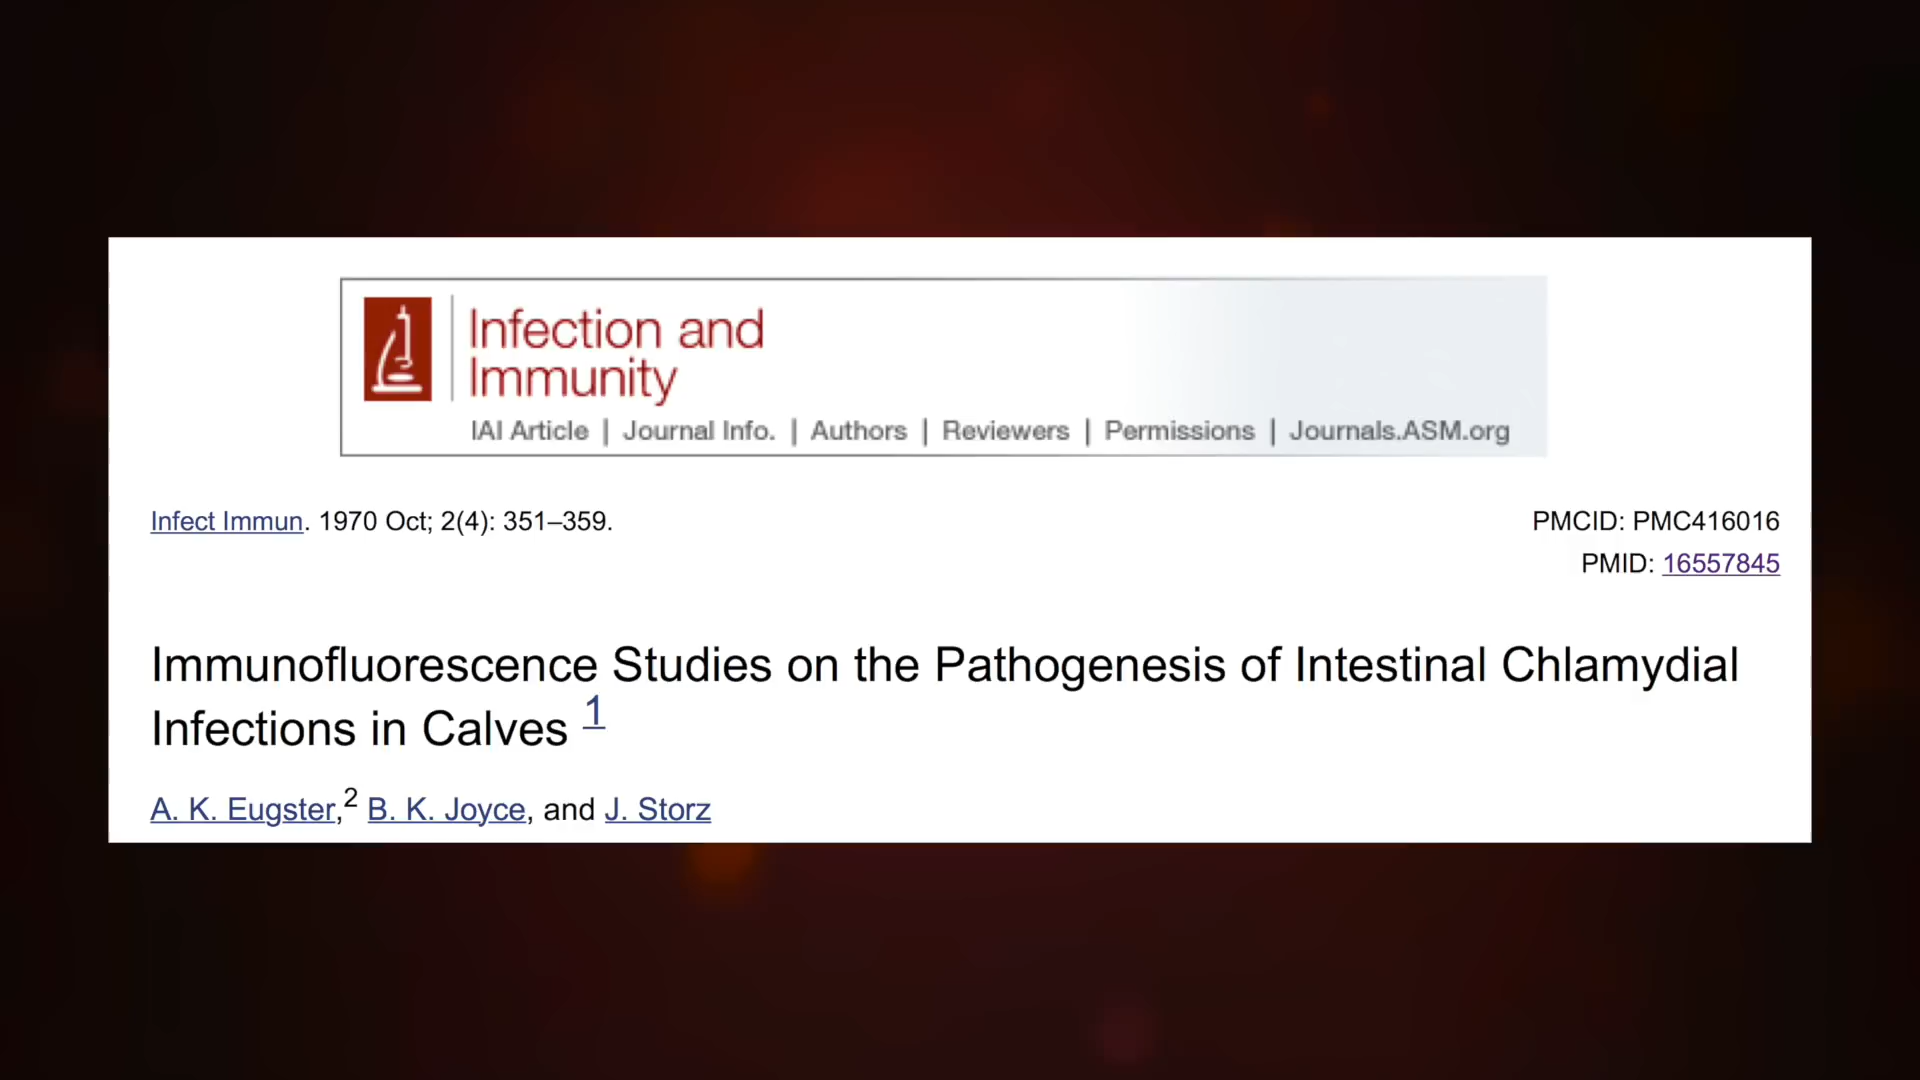 Infection and
Immunity
IAI Article | Journal Info. | Authors | Reviewers | Permissions | Journals.ASM.org
Infect Immun. 1970 Oct; 2(4): 351–359.
PMCID: PMC416016
PMID: 16557845
Immunofluorescence Studies on the Pathogenesis of Intestinal Chlamydial
Infections in Calves 1
A. K. Eugster,2 B. K. Joyce, and J. Storz